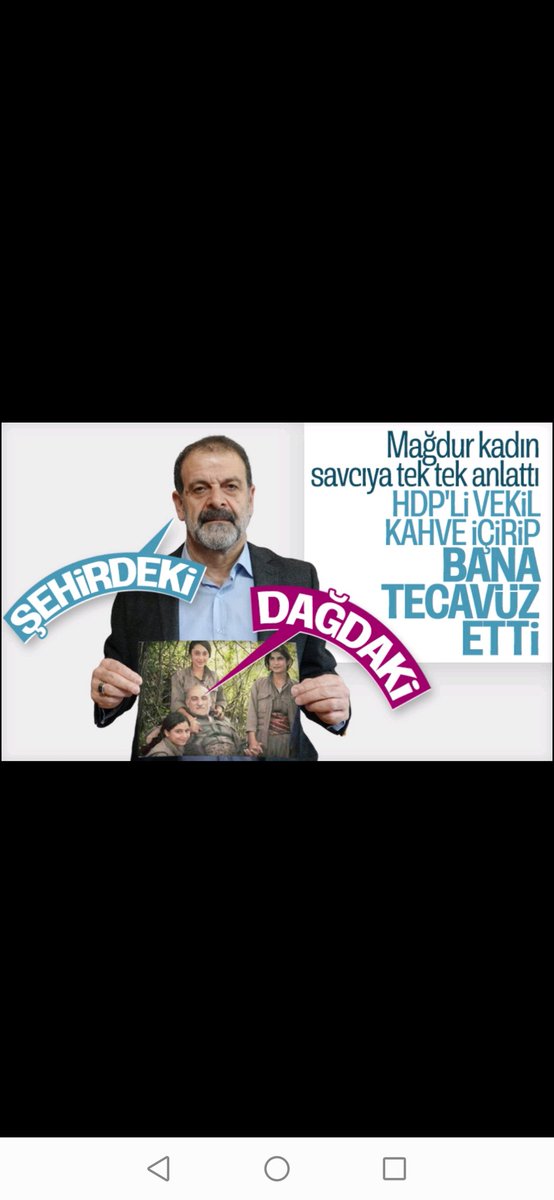 Mağdur kadın
savcıya tek tek anlattı
HDP'Lİ VEKİL
KAHVE İÇİRİP
BANA
TECAVÜZ
ETTİ
ŞEHİRDEKİ
DAĞDAKİ